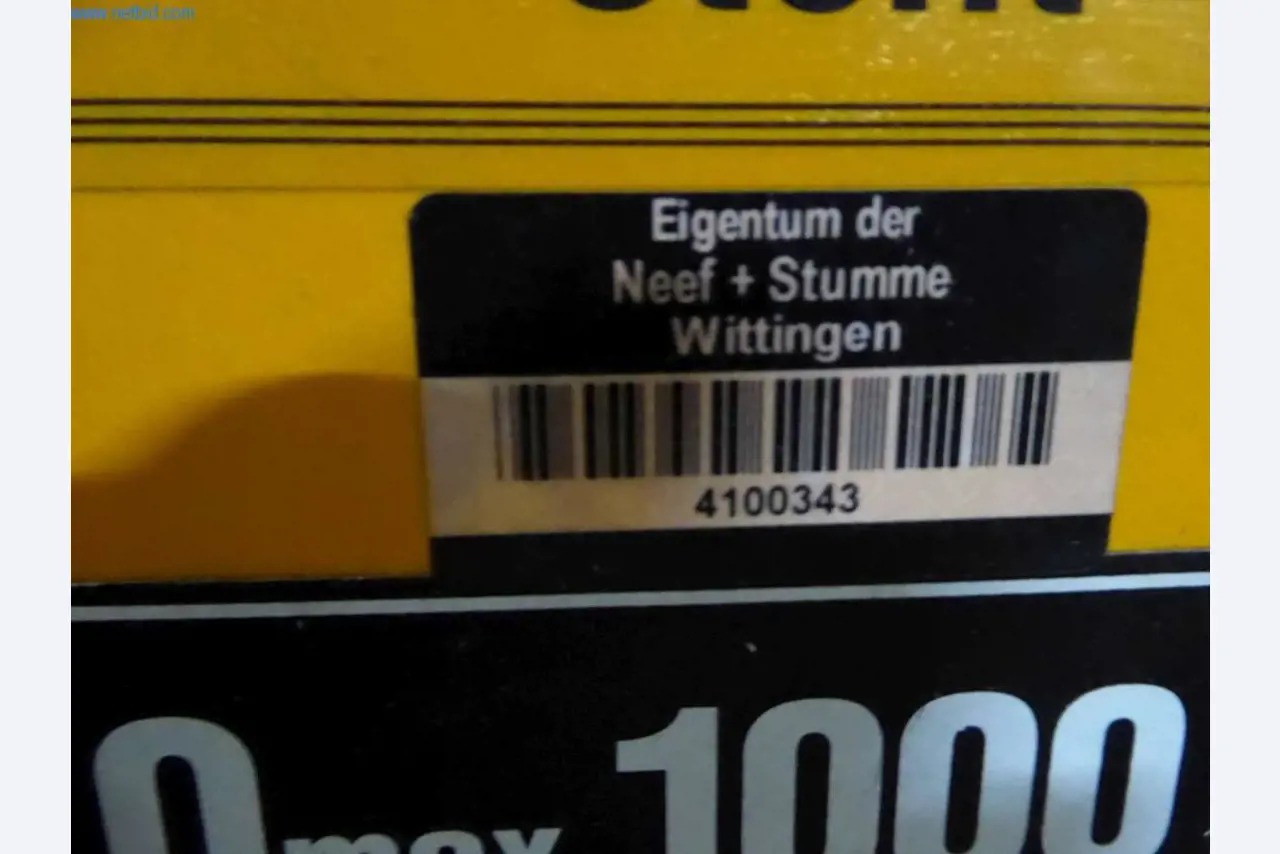 www.netbid.com
Eigentum der
Neef + Stumme
Wittingen
4100343
max 1000